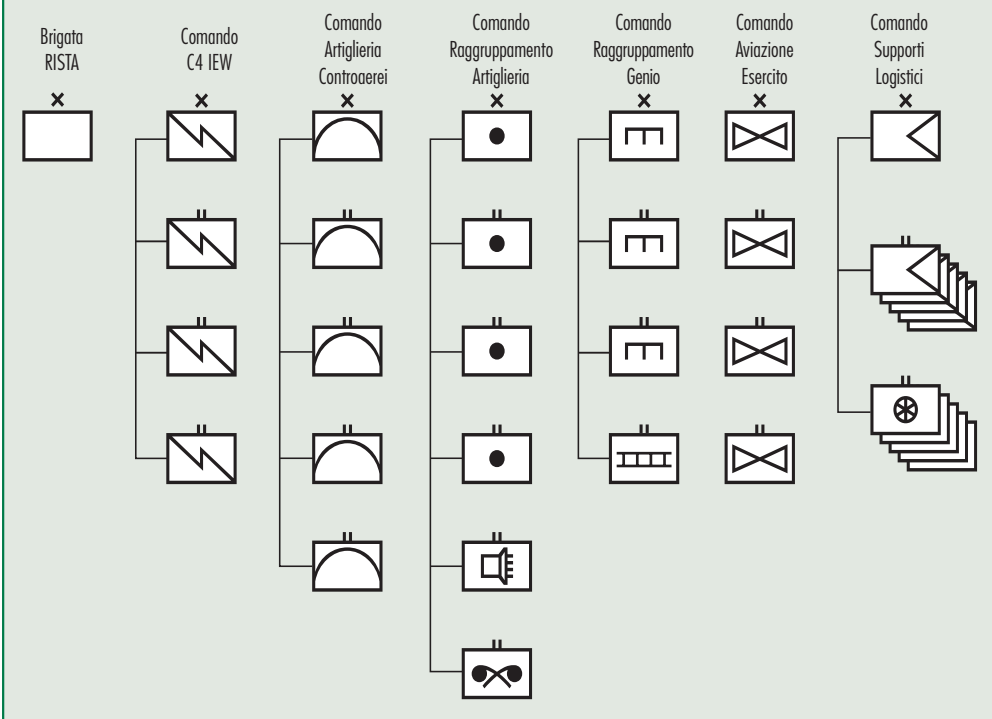 Brigata
RISTA
Comando
C4 IEW
Comando
Artiglieria
Controaerei
Comando
Raggruppamento
Artiglieria
Comando
Raggruppamento
Genio
Comando
Aviazione
Esercito
Comando
Supporti
Logistici